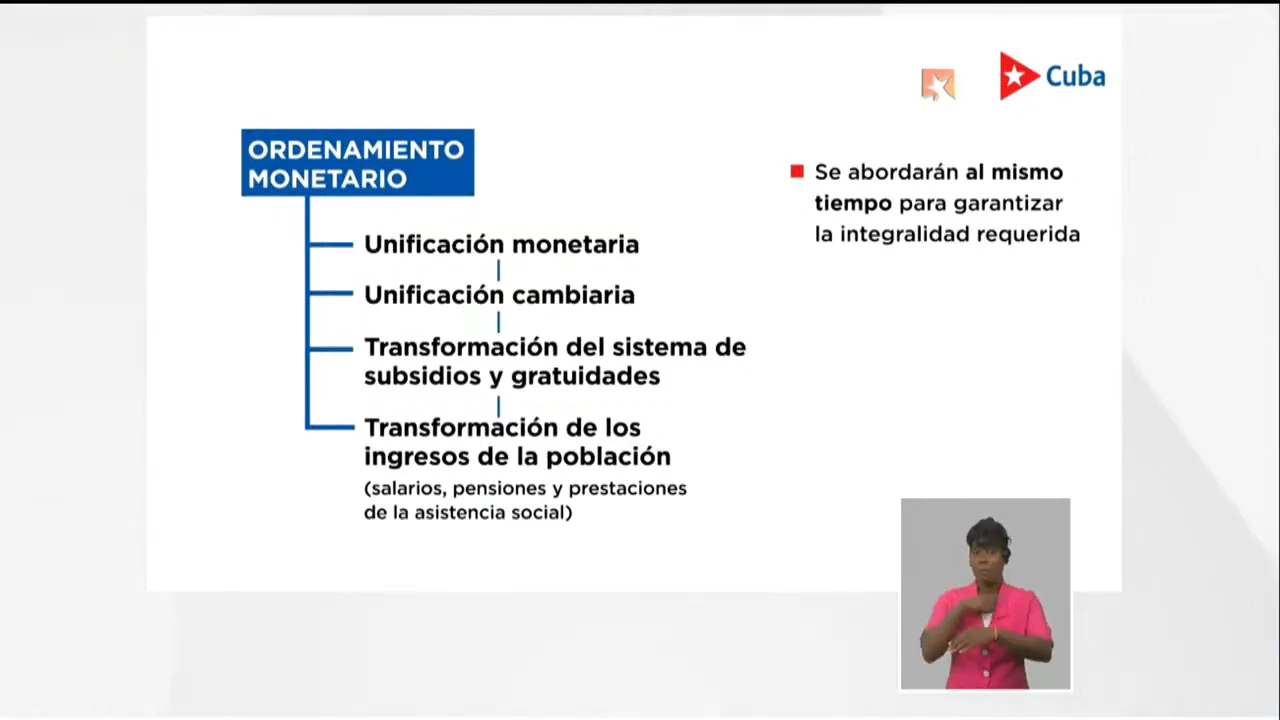 Cuba
ORDENAMIENTO
MONETARIO
Unificación monetaria
Unificación cambiaria
Transformación del sistema de
subsidios y gratuidades
Transformación de los
ingresos de la población
(salarios, pensiones y prestaciones
de la asistencia social)
Se abordarán al mismo
tiempo para garantizar
la integralidad requerida